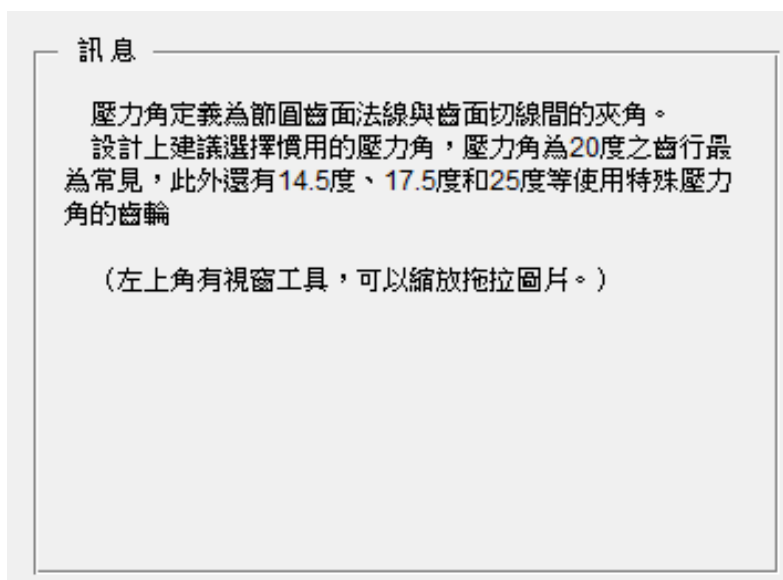 訊息
壓力角定義為節圓齒面法線與齒面切線間的夾角。
設計上建議選擇慣用的壓力角，壓力角為20度之齒行最
為常見，此外還有14.5度、17.5度和25度等使用特殊壓力
角的齒輪
（左上角有視窗工具，可以縮放拖拉圖片。）